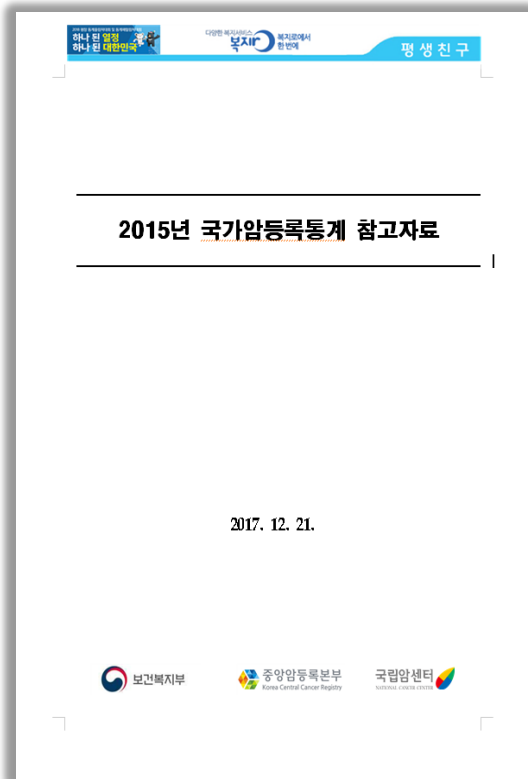 하나 된 열정
하나 된 대한민국
다양한 복지서비스
복지로
복지로에서
한번에
평생친구
2015년 국가암등록통계 참고자료
2017. 12. 21.
보건복지부
중앙암등록본부
Korea Central Cancer Registry
국립암센터
NATIONAL CANCER CENTER